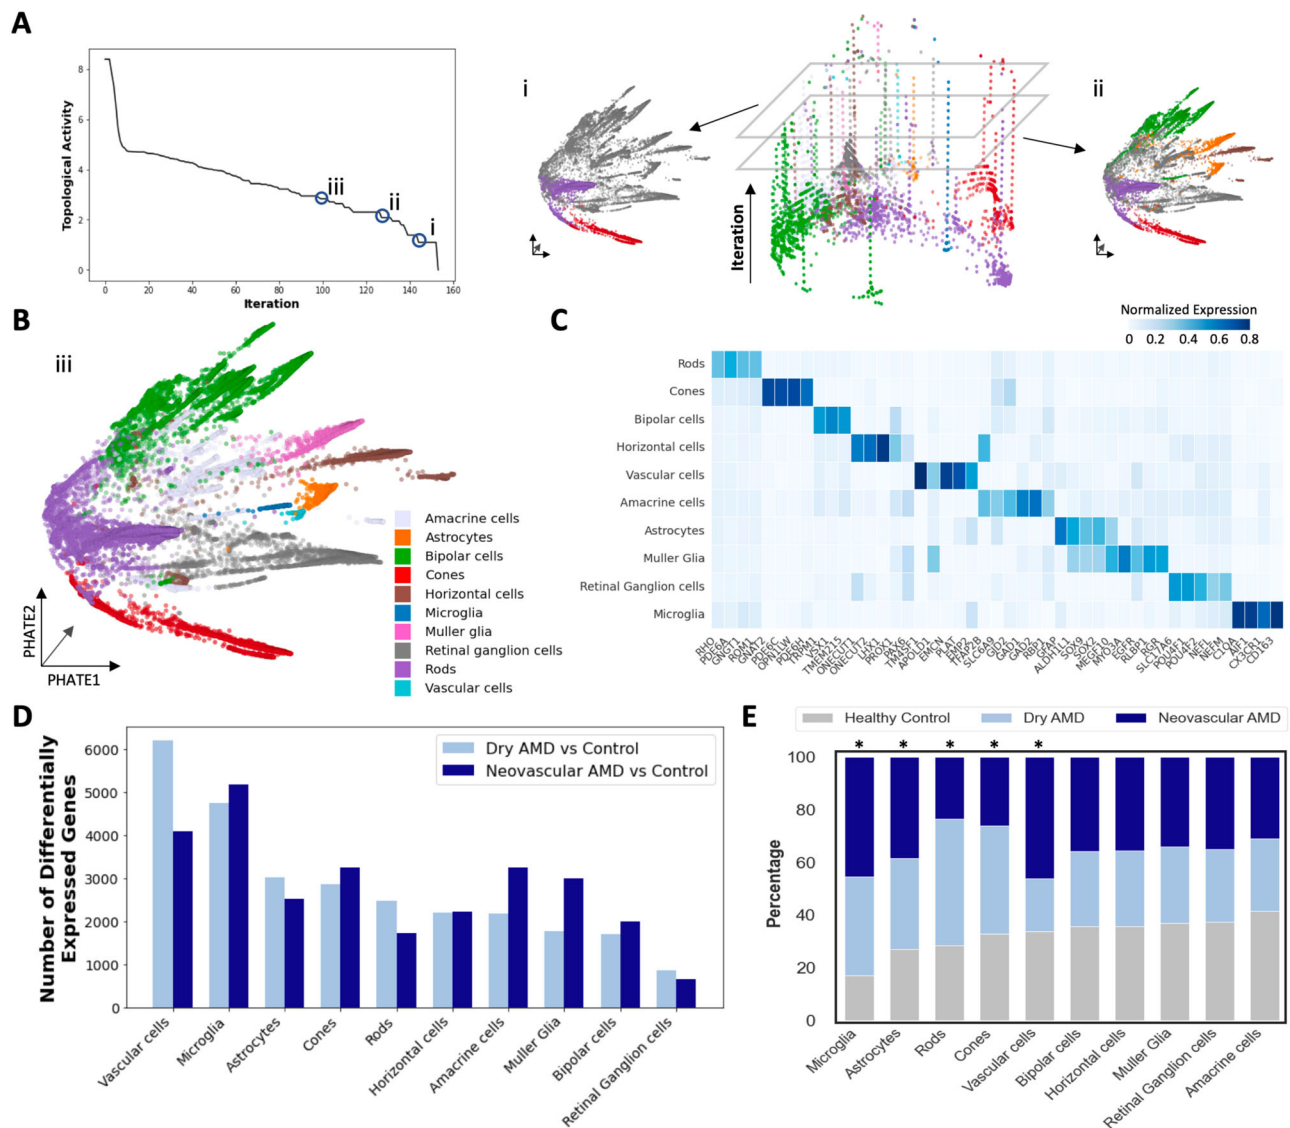 A
Topological Activity
8
6
4
2
0
iii
ii
i
0 20 40 60 80 100 120 140 160
Iteration
i
Iteration
ii
B
iii
PHATE2
PHATE1
Amacrine cells
Astrocytes
Bipolar cells
Cones
Horizontal cells
Microglia
Muller glia
Retinal ganglion cells
Rods
Vascular cells
C
Normalized Expression
0 0.2 0.4 0.6 0.8
Rods
Cones
Bipolar cells
Horizontal cells
Vascular cells
Amacrine cells
Astrocytes
Muller Glia
Retinal Ganglion cells
Microglia
RHO
PDE6A
GNGT1
ROM1
GNAT2
PDE6C
OPN1LW
PDE6H
TRPM1
VSX1
TMEM215
ONECUT1
ONECUT2
LHX1
PROX1
PAX6
TM4SF1
APOLD1
EMCN
PLAT
EMP2
TFAP2B
SLC6A9
GJD2
GAD1
GAD2
RBP1
GFAP
ALDH1L1
SOX9
SOX2
MEGF10
MTND3A
EGFR
RLBP1
RGR
SLC17A6
POU4F1
POU4F2
NEFL
NEFM
C1QA
AIF1
CX3CR1
CD163
D
Number of Differentially
Expressed Genes
6000
5000
4000
3000
2000
1000
0
Dry AMD vs Control
Neovascular AMD vs Control
Vascular cells
Microglia
Astrocytes
Cones
Rods
Horizontal cells
Amacrine cells
Muller Glia
Bipolar cells
Retinal Ganglion cells
E
Healthy Control
Dry AMD
Neovascular AMD
* * * * *
Percentage
100
80
60
40
20
0
Microglia
Astrocytes
Rods
Cones
Vascular cells
Bipolar cells
Horizontal cells
Muller Glia
Retinal Ganglion cells
Amacrine cells